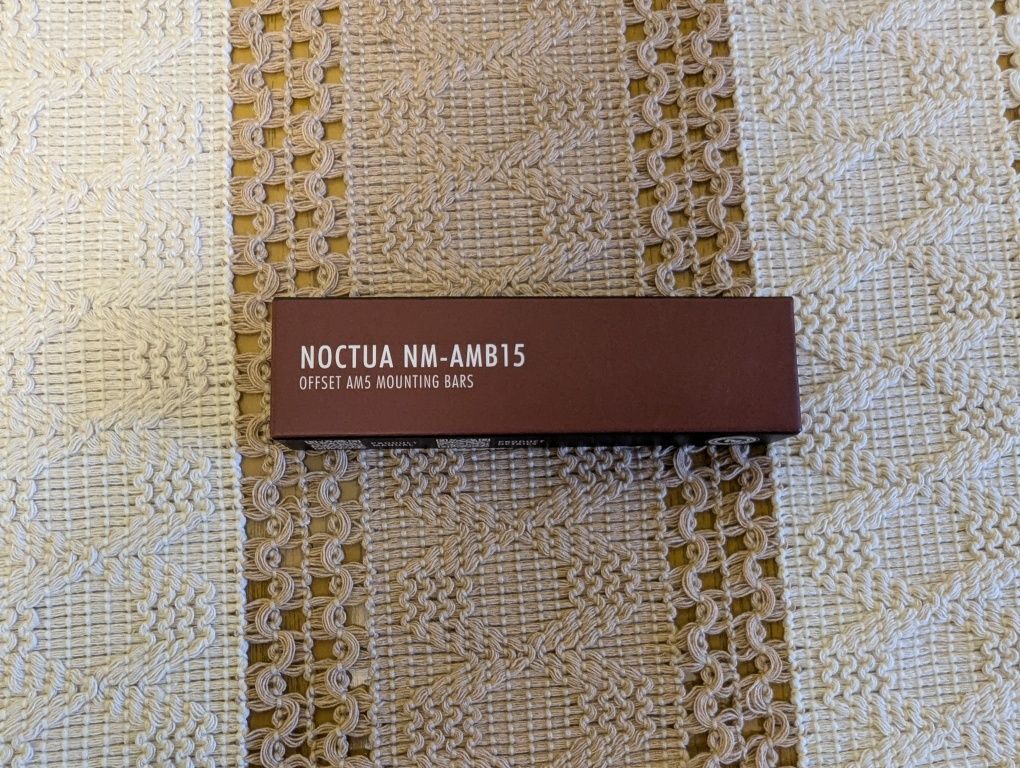 NOCTUA NM-AMB15
OFFSET AM5 MOUNTING BARS